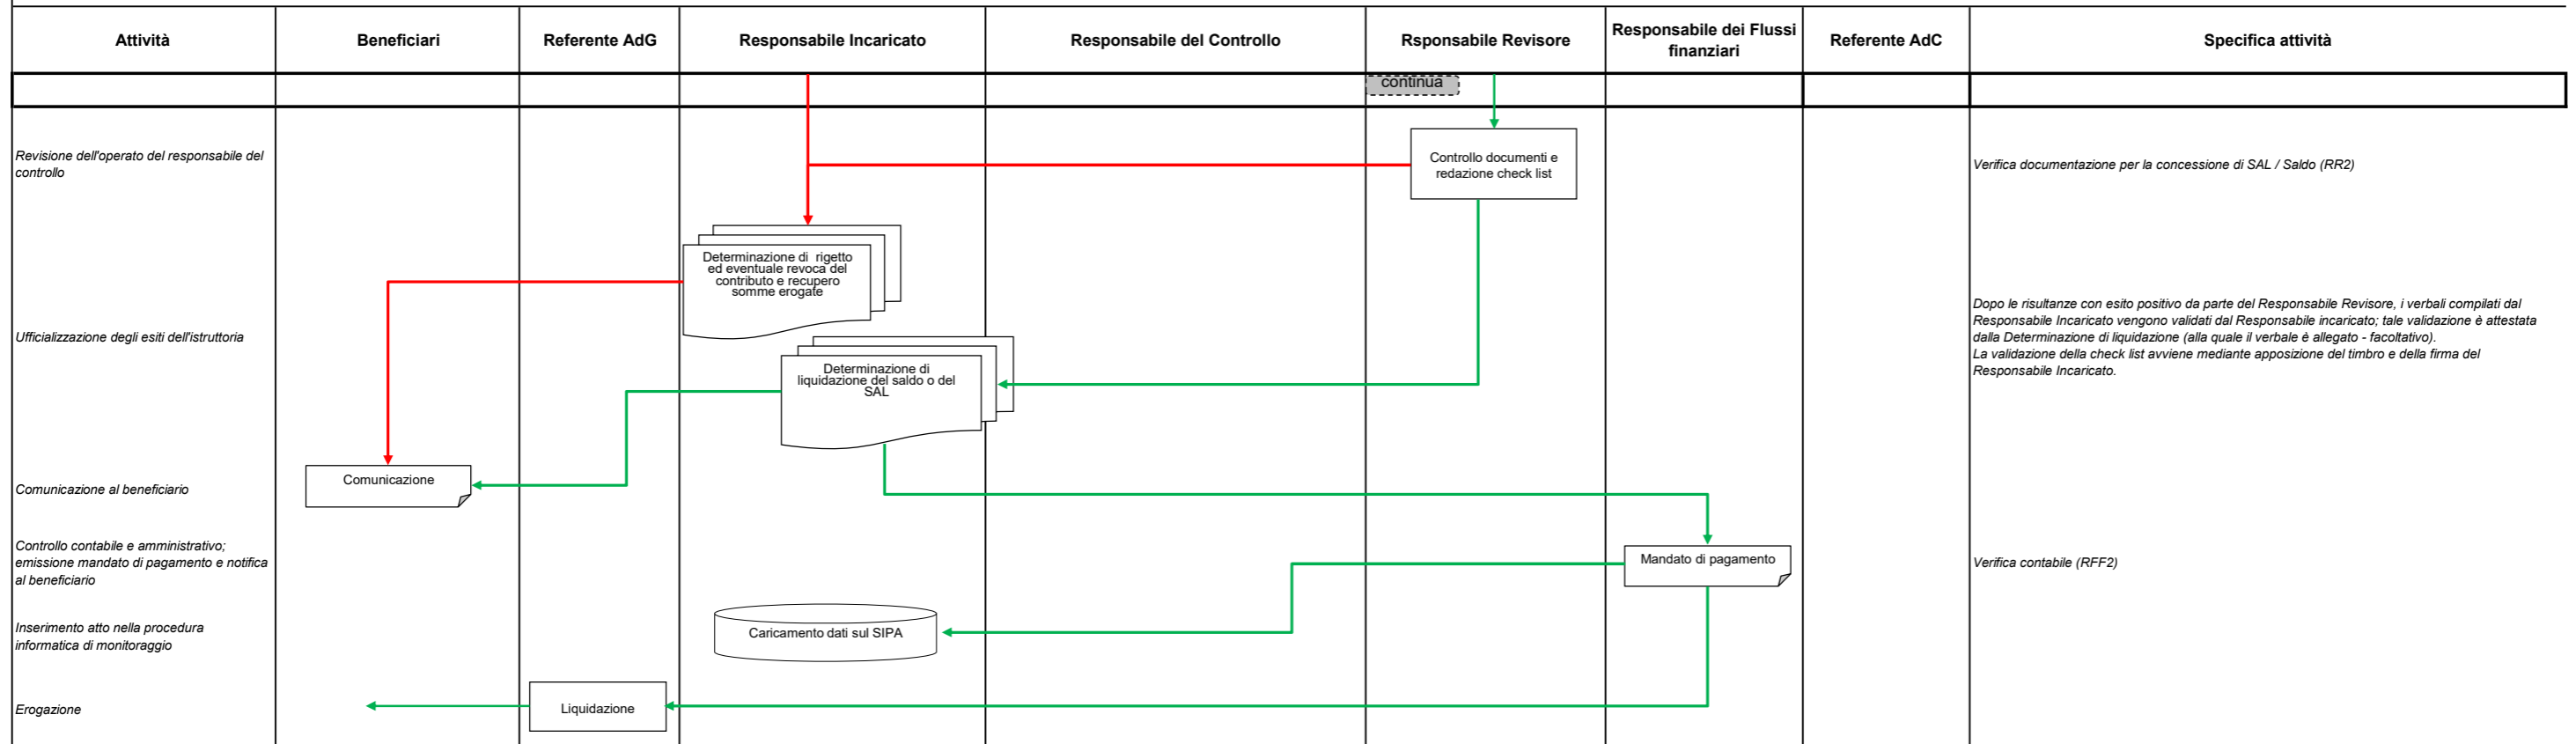 Attività
Beneficiari
Referente AdG
Responsabile Incaricato
Responsabile del Controllo
Rsponsabile Revisore
Responsabile dei Flussi
finanziari
Referente AdC
Specifica attività
continua
Revisione dell'operato del responsabile del
controllo
Controllo documenti e
redazione check list
Verifica documentazione per la concessione di SAL / Saldo (RR2)
Determinazione di rigetto
ed eventuale revoca del
contributo e recupero
somme erogate
Ufficializzazione degli esiti dell'istruttoria
Determinazione di
liquidazione del saldo o del
SAL
Dopo le risultanze con esito positivo da parte del Responsabile Revisore, i verbali compilati dal
Responsabile Incaricato vengono validati dal Responsabile incaricato; tale validazione è attestata
dalla Determinazione di liquidazione (alla quale il verbale è allegato - facoltativo).
La validazione della check list avviene mediante apposizione del timbro e della firma del
Responsabile Incaricato.
Comunicazione al beneficiario
Comunicazione
Controllo contabile e amministrativo;
emissione mandato di pagamento e notifica
al beneficiario
Mandato di pagamento
Verifica contabile (RFF2)
Inserimento atto nella procedura
informatica di monitoraggio
Caricamento dati sul SIPA
Erogazione
Liquidazione